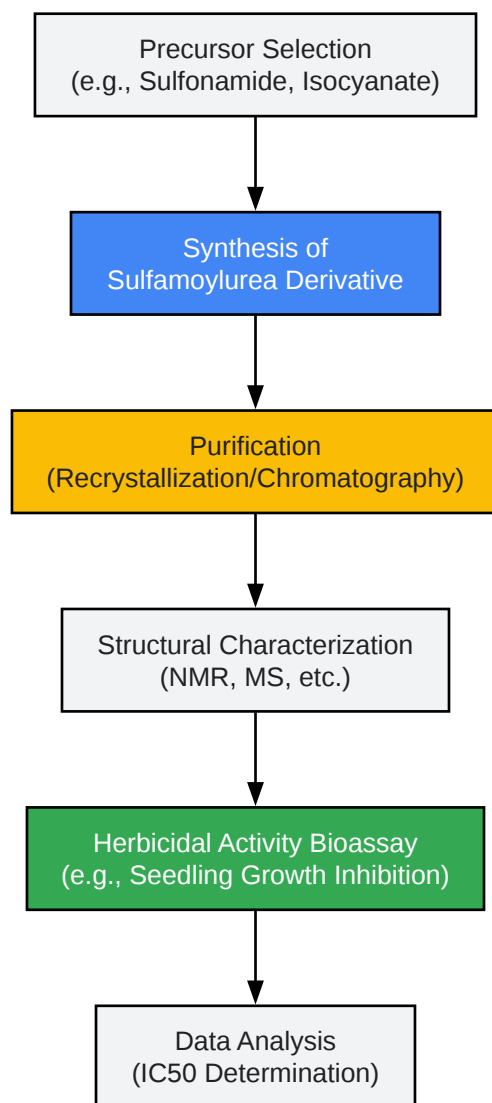 Precursor Selection
(e.g., Sulfonamide, Isocyanate)
Synthesis of
Sulfamoylurea Derivative
Purification
(Recrystallization/Chromatography)
Structural Characterization
(NMR, MS, etc.)
Herbicidal Activity Bioassay
(e.g., Seedling Growth Inhibition)
Data Analysis
(IC50 Determination)